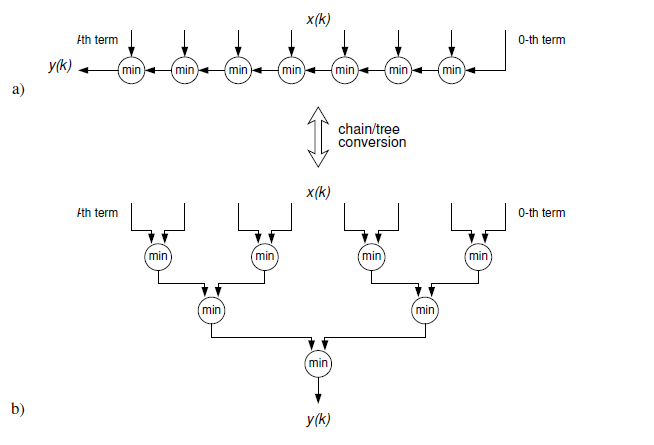 x(k)
i-th term
0-th term
y(k)
min min min min min min min
a)
chain/tree
conversion
x(k)
i-th term
0-th term
min min min min
min min
min
b)
y(k)